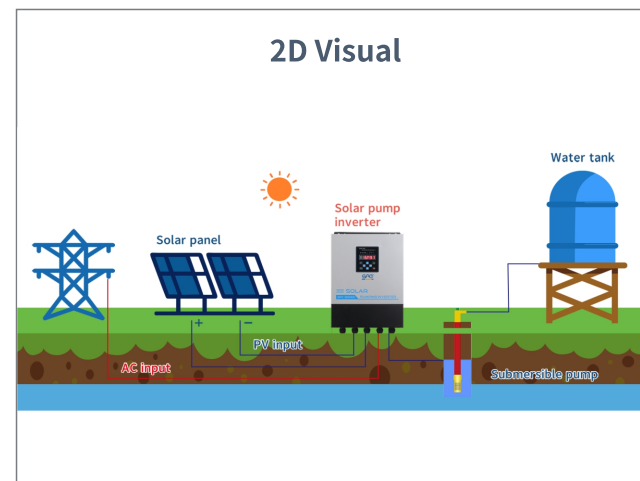 2D Visual
Water tank
Solar pump
inverter
Solar panel
+
−
PV input
AC input
Submersible pump